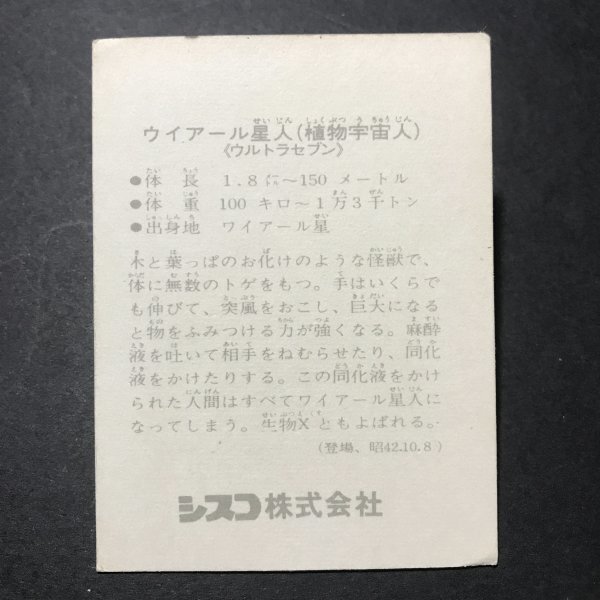 ウイアール星人(植物宇宙人)
《ウルトラセブン》
●体長 1.8㍍～150メートル
●体重 100キロ～1万3千トン
●出身地 ワイアール星
木と葉っぱのお化けのような怪獣で、
体に無数のトゲをもつ。手はいくらで
も伸びて、突風をおこし、巨大になる
と物をふみつける力が強くなる。麻酔
液を吐いて相手をねむらせたり、同化
液をかけたりする。この同化液をかけ
られた人間はすべてワイアール星人に
なってしまう。生物Xともよばれる。
(登場、昭42.10.8)
シスコ株式会社